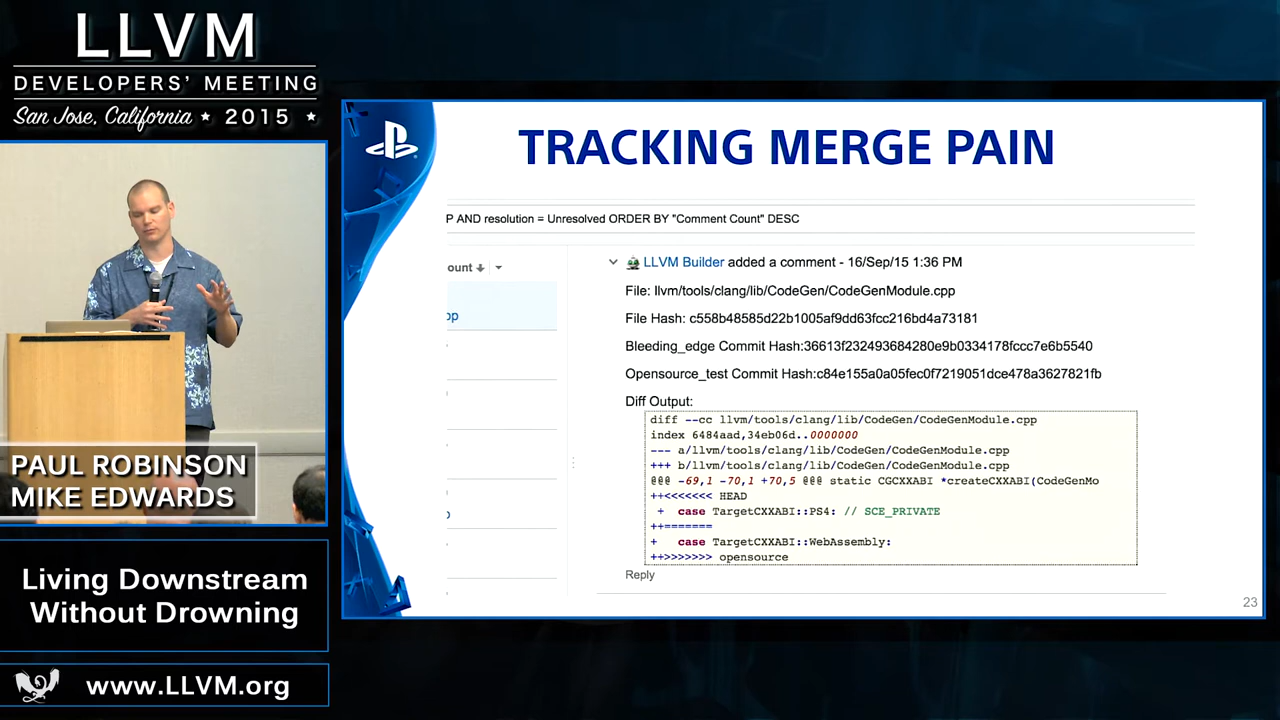 LLVM
DEVELOPERS' MEETING
San Jose, California ★ 2015 ★
TRACKING MERGE PAIN
P AND resolution = Unresolved ORDER BY "Comment Count" DESC
ount
LLVM Builder added a comment - 16/Sep/15 1:36 PM
File: llvm/tools/clang/lib/CodeGen/CodeGenModule.cpp
pp
File Hash: c558b48585d22b1005af9dd63fcc216bd4a73181
Bleeding_edge Commit Hash:36613f232493684280e9b0334178fccc7e6b5540
Opensource_test Commit Hash:c84e155a0a05fec0f7219051dce478a3627821fb
Diff Output:
diff --cc llvm/tools/clang/lib/CodeGen/CodeGenModule.cpp
index 6484aad,34eb06d..0000000
--- a/llvm/tools/clang/lib/CodeGen/CodeGenModule.cpp
+++ b/llvm/tools/clang/lib/CodeGen/CodeGenModule.cpp
@@@ -69,1 -70,1 +70,5 @@@ static CGCXXABI *createCXXABI(CodeGenMo
++<<<<<<< HEAD
+ case TargetCXXABI::PS4: // SCE_PRIVATE
++=======
+ case TargetCXXABI::WebAssembly:
++>>>>>>> opensource
Reply
23
PAUL ROBINSON
MIKE EDWARDS
Living Downstream
Without Drowning
www.LLVM.org